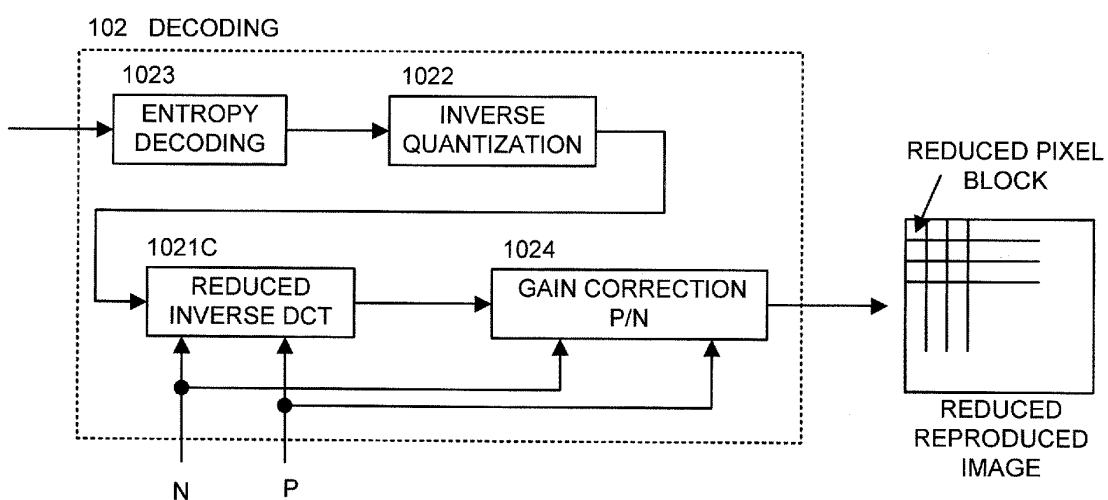 102 DECODING
1023
ENTROPY
DECODING
1022
INVERSE
QUANTIZATION
REDUCED PIXEL
BLOCK
1021C
REDUCED
INVERSE DCT
1024
GAIN CORRECTION
P/N
REDUCED
REPRODUCED
IMAGE
N
P